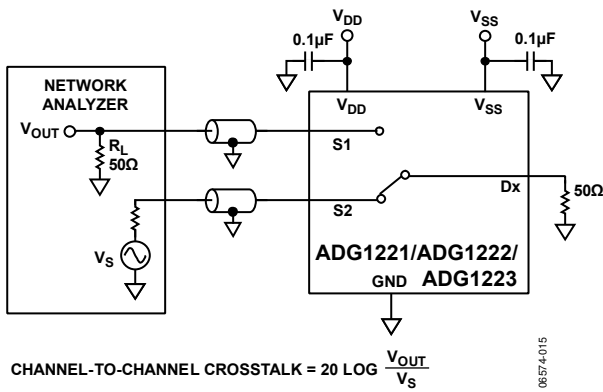 VDD
VSS
0.1µF
0.1µF
NETWORK
ANALYZER
VDD
VSS
VOUT
RL
50Ω
S1
S2
Dx
50Ω
VS
ADG1221/ADG1222/
ADG1223
GND
CHANNEL-TO-CHANNEL CROSSTALK = 20 LOG VOUT
VS
06574-015